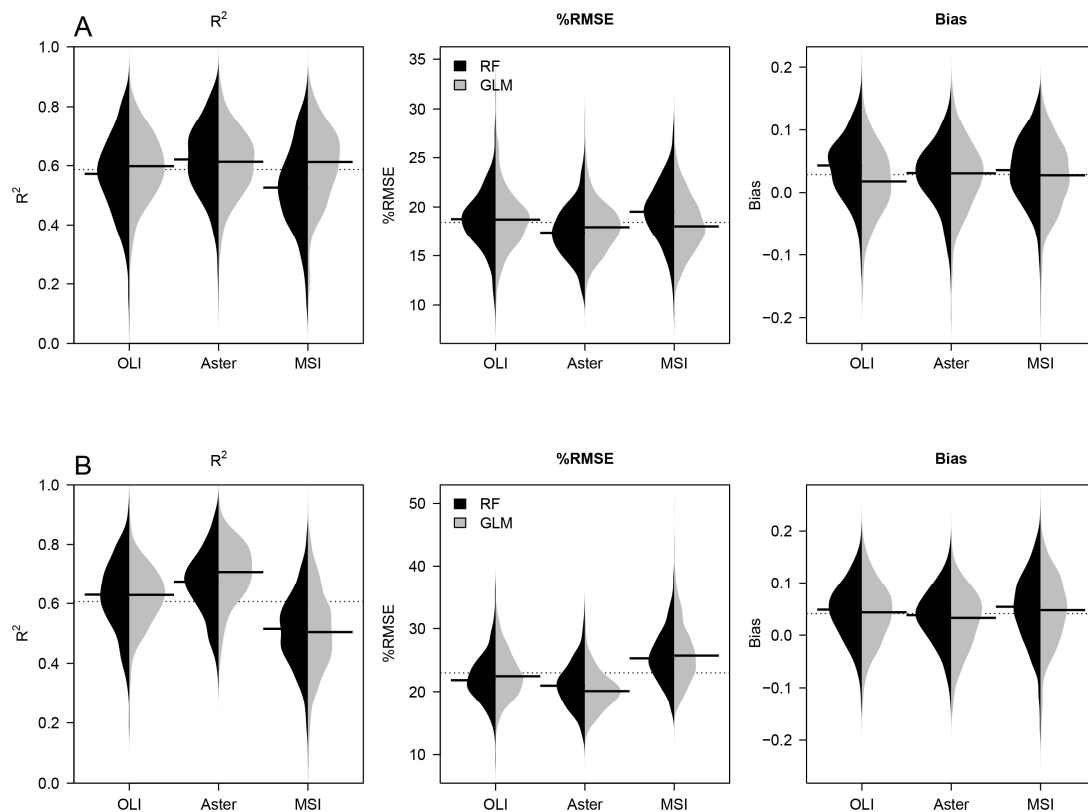 A
R²
%RMSE
Bias
1.0
0.8
0.6
0.4
0.2
0.0
R²
OLI Aster MSI
35
30
25
20
15
10
%RMSE
RF
GLM
OLI Aster MSI
0.2
0.1
0.0
−0.1
−0.2
Bias
OLI Aster MSI
B
R²
%RMSE
Bias
1.0
0.8
0.6
0.4
0.2
0.0
R²
OLI Aster MSI
50
40
30
20
10
%RMSE
RF
GLM
OLI Aster MSI
0.2
0.1
0.0
−0.1
−0.2
Bias
OLI Aster MSI